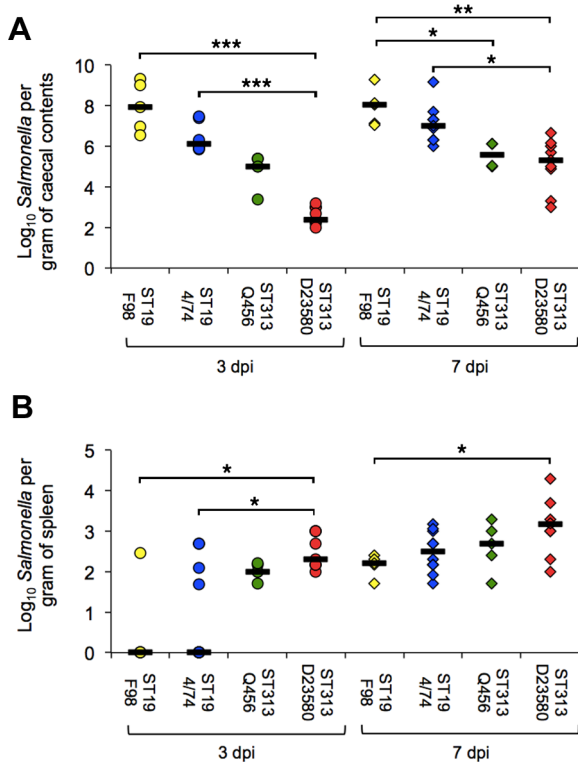 A
***
***
**
*
*
Log10 Salmonella per
gram of caecal contents
10
8
6
4
2
0
ST19
F98
ST19
4/74
ST313
Q456
ST313
D23580
ST19
F98
ST19
4/74
ST313
Q456
ST313
D23580
3 dpi
7 dpi
B
*
*
*
Log10 Salmonella per
gram of spleen
5
4
3
2
1
0
ST19
F98
ST19
4/74
ST313
Q456
ST313
D23580
ST19
F98
ST19
4/74
ST313
Q456
ST313
D23580
3 dpi
7 dpi